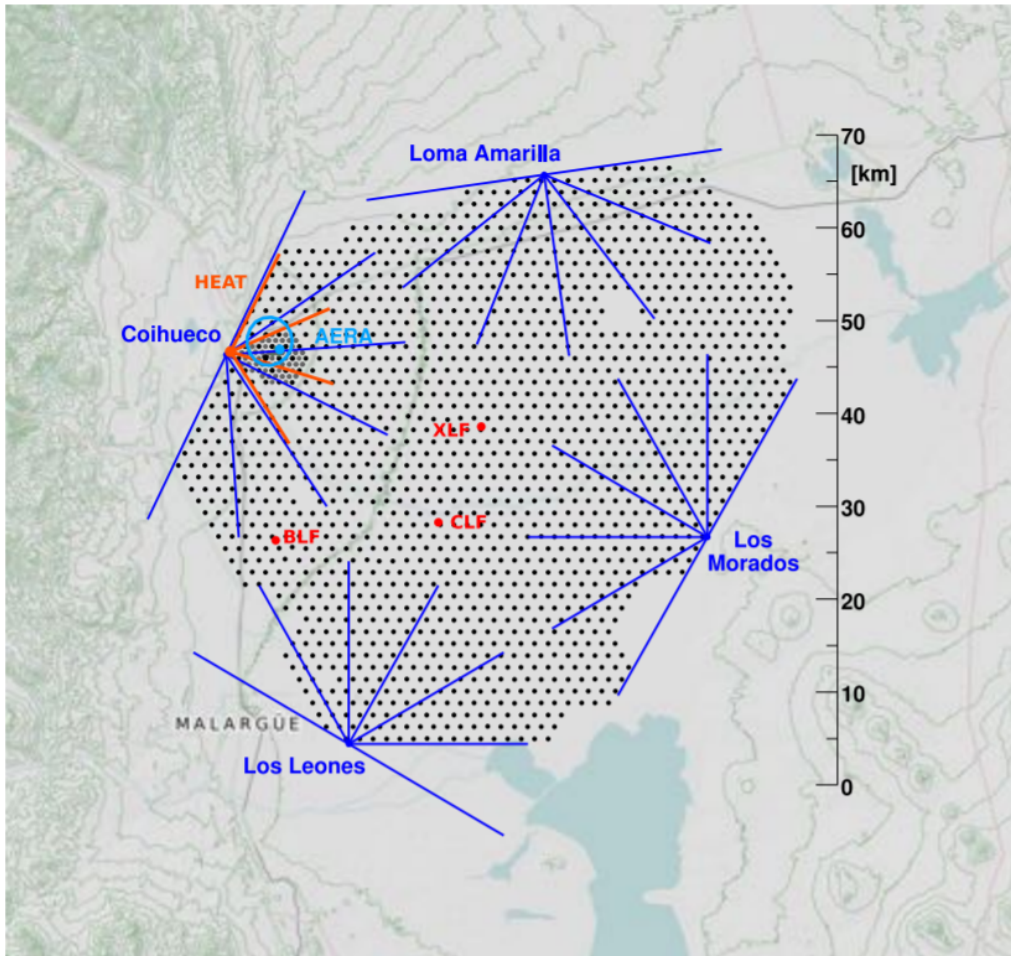 70
Loma Amarilla
[km]
60
HEAT
Coihueco
AERA
50
40
XLF
30
CLF
BLF
Los
Morados
20
10
MALARGÜE
Los Leones
0